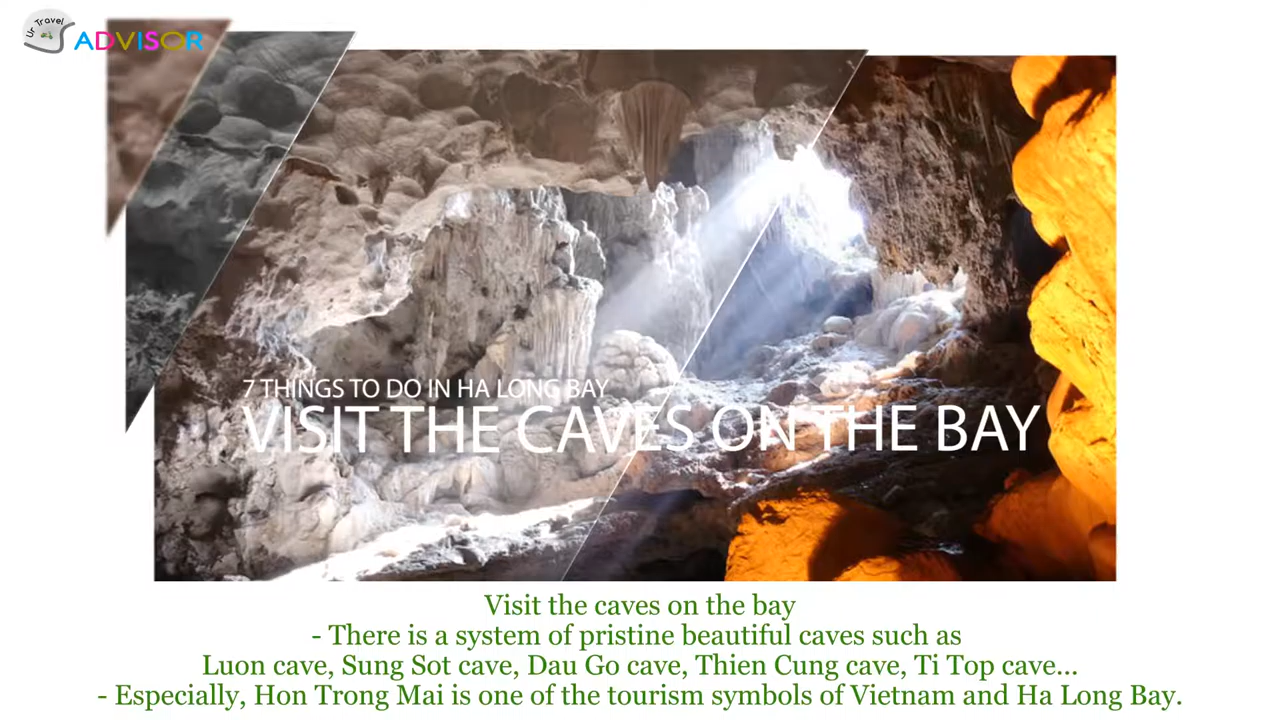 Ur Travel
ADVISOR
7 THINGS TO DO IN HA LONG BAY
VISIT THE CAVES ON THE BAY
Visit the caves on the bay
- There is a system of pristine beautiful caves such as
Luon cave, Sung Sot cave, Dau Go cave, Thien Cung cave, Ti Top cave...
- Especially, Hon Trong Mai is one of the tourism symbols of Vietnam and Ha Long Bay.